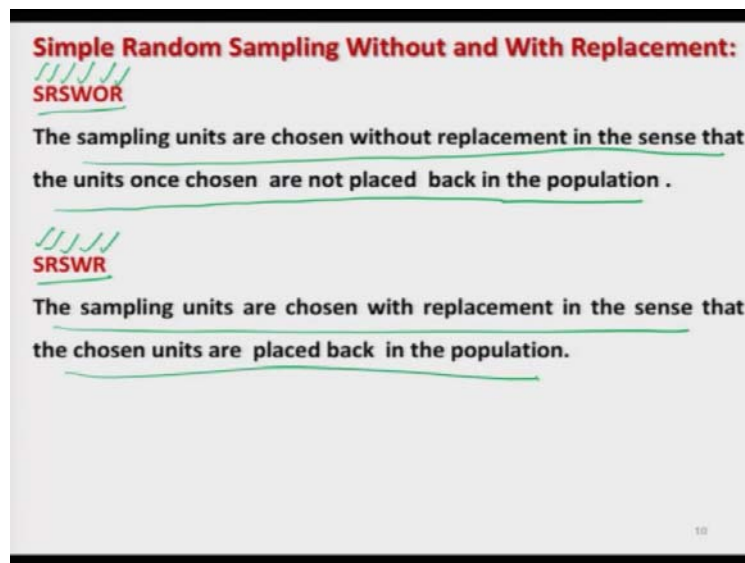 Simple Random Sampling Without and With Replacement:
SRSWOR
The sampling units are chosen without replacement in the sense that
the units once chosen are not placed back in the population .
SRSWR
The sampling units are chosen with replacement in the sense that
the chosen units are placed back in the population.
10